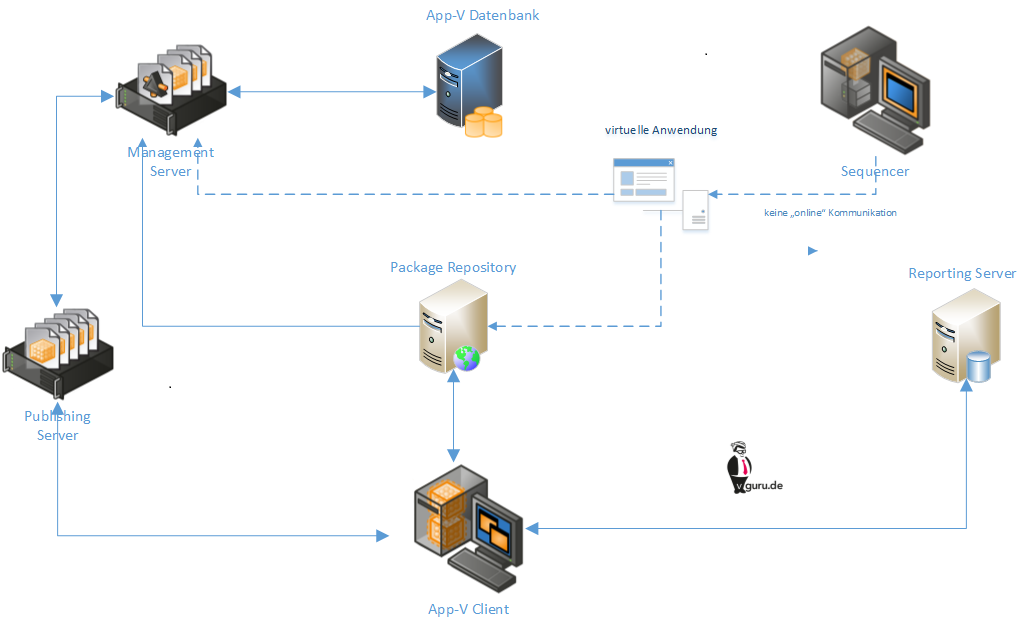 App-V Datenbank
virtuelle Anwendung
Management
Server
Sequencer
keine „online“ Kommunikation
Package Repository
Reporting Server
Publishing
Server
vguru.de
App-V Client